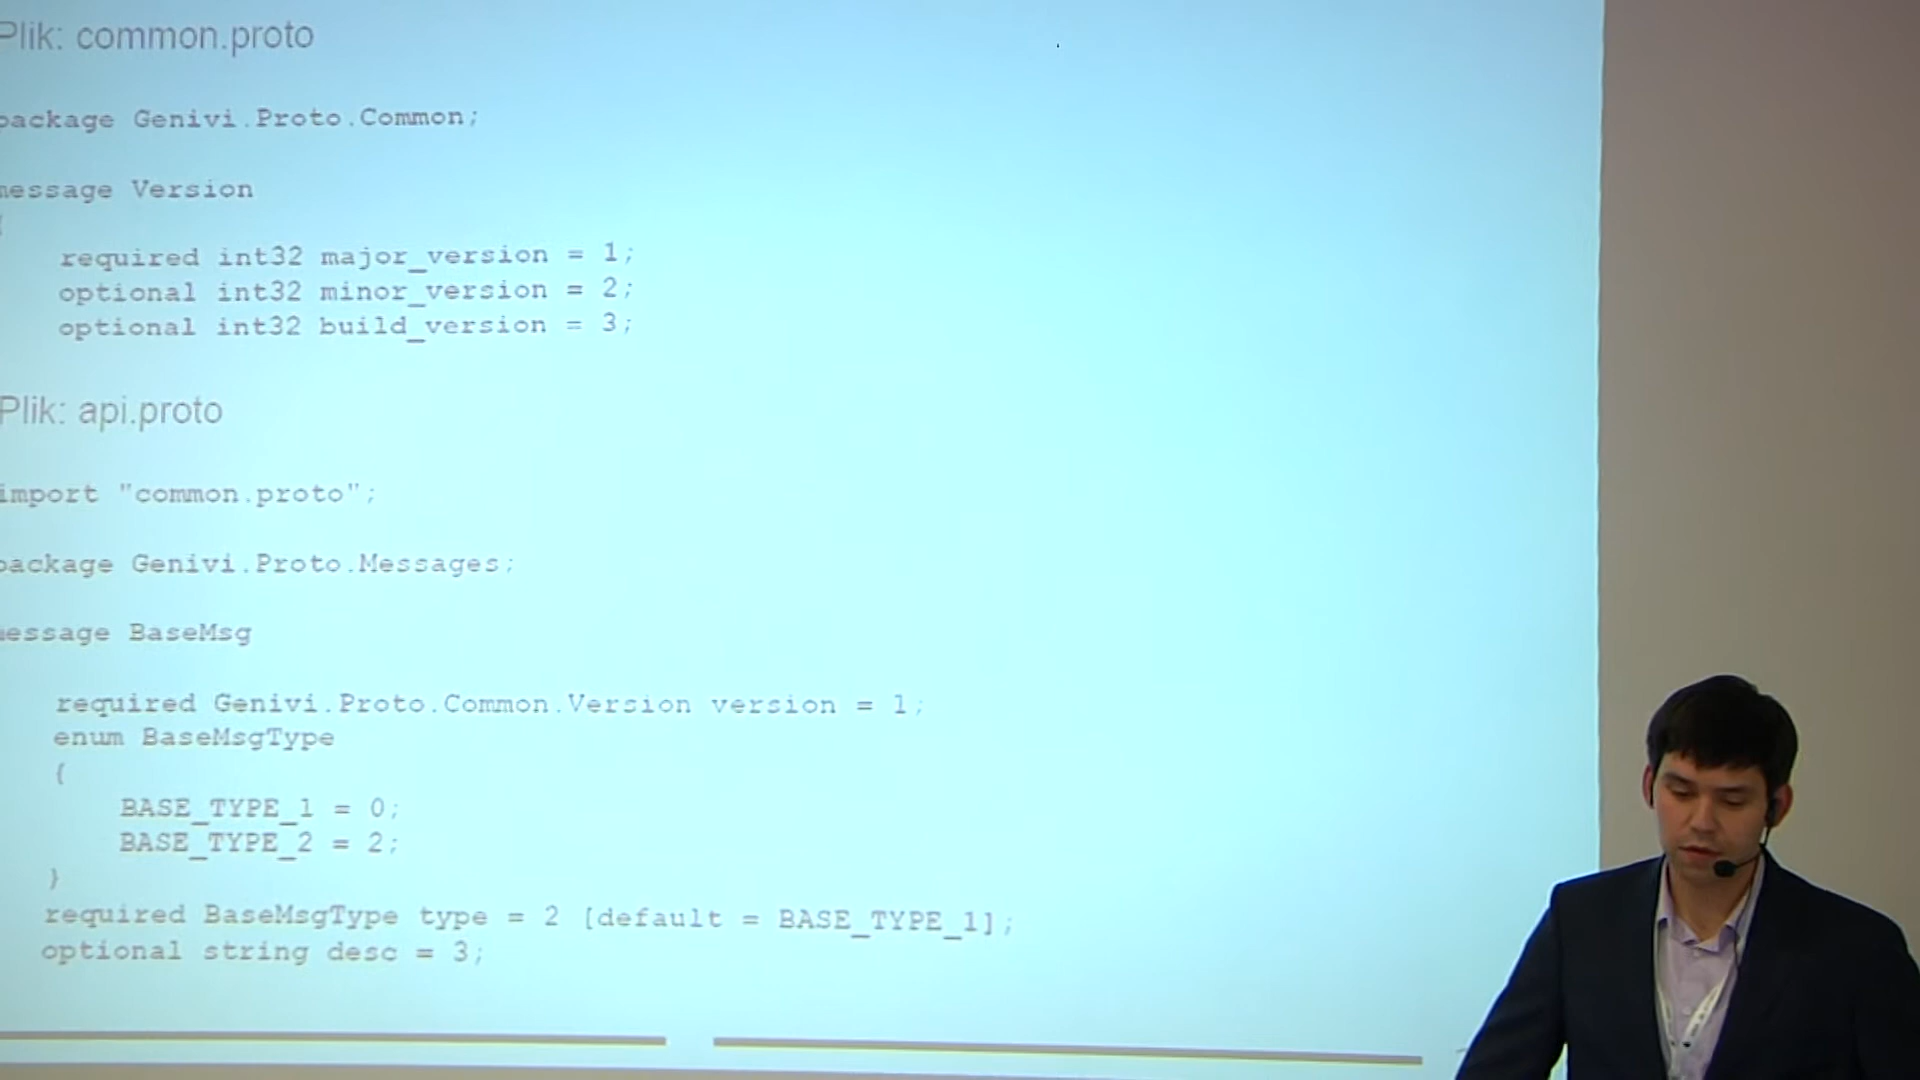 Plik: common.proto
package Genivi.Proto.Common;
message Version
{
required int32 major_version = 1;
optional int32 minor_version = 2;
optional int32 build_version = 3;
Plik: api.proto
import "common.proto";
package Genivi.Proto.Messages;
message BaseMsg
required Genivi.Proto.Common.Version version = 1;
enum BaseMsgType
{
BASE_TYPE_1 = 0;
BASE_TYPE_2 = 2;
}
required BaseMsgType type = 2 [default = BASE_TYPE_1];
optional string desc = 3;